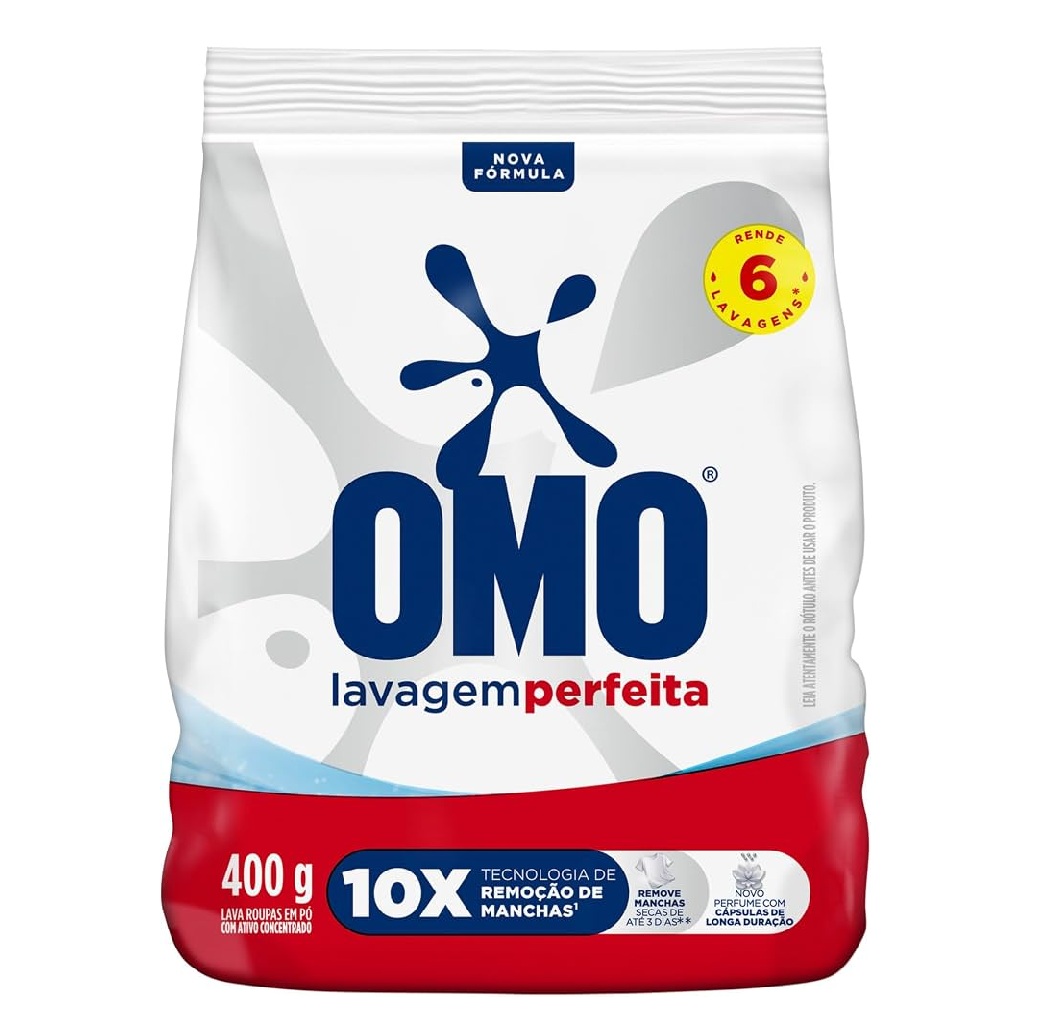 NOVA
FÓRMULA
RENDE
6
LAVAGENS*
OMO®
lavagemperfeita
LEIA ATENTAMENTE O RÓTULO ANTES DE USAR O PRODUTO.
400 g
LAVA ROUPAS EM PÓ
COM ATIVO CONCENTRADO
10X
TECNOLOGIA DE
REMOÇÃO DE
MANCHAS¹
REMOVE
MANCHAS
SECAS DE
ATÉ 3 DIAS**
NOVO
PERFUME COM
CÁPSULAS DE
LONGA DURAÇÃO